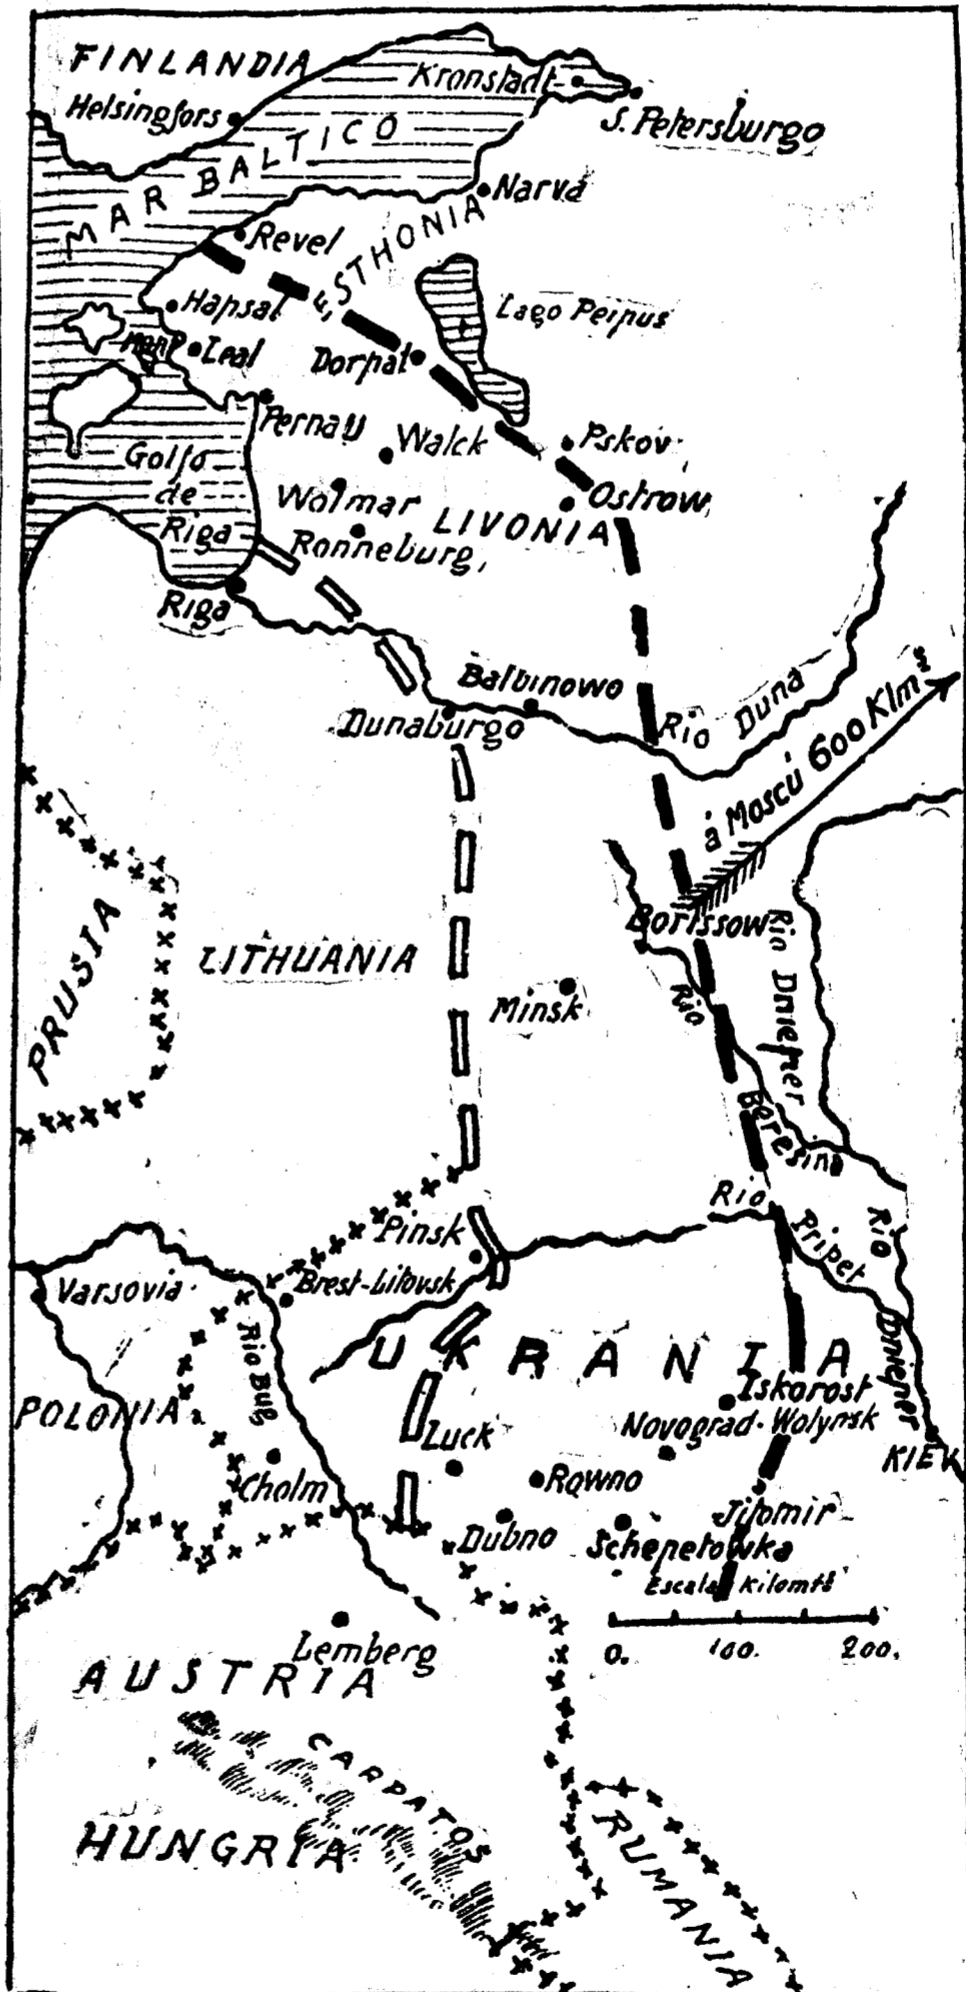 FINLANDIA
Kronstadt
Helsingfors
S. Petersburgo
MAR BALTICO
Narva
Revel
ESTHONIA
Hapsal
Lago Peipus
Leal
Dorpat
Pernau
Walck
Pskov
Golfo
de
Riga
Wolmar
Ostrow
LIVONIA
Ronneburg
Riga
Balbinowo
Dunaburgo
Rio Duna
á Moscú 600 Klmˢ
PRUSIA
Borissow
LITHUANIA
Minsk
Rio Dnieper
Rio
Beresina
Rio
Pripet
Rio
Dnieper
Pinsk
Varsovia
Brest-Litovsk
UKRANIA
Rio Bug
Iskorost
POLONIA
Novograd-Wolynsk
Luck
KIEV
Cholm
Rowno
Jitomir
Dubno
Schepetowka
Escala Kilomts
0. 100. 200.
Lemberg
AUSTRIA
CARPATOS
HUNGRIA
RUMANIA